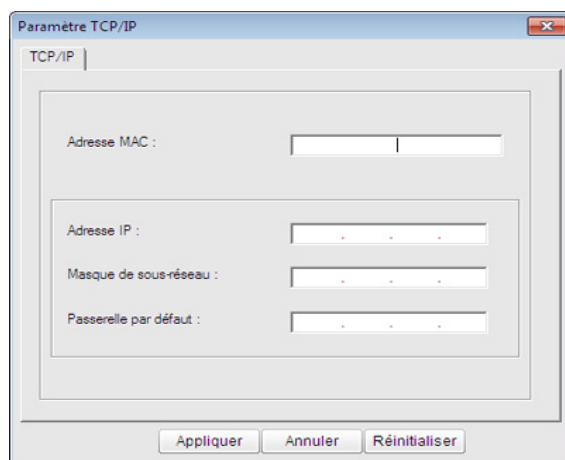 Paramètre TCP/IP
TCP/IP
Adresse MAC :
Adresse IP : . . .
Masque de sous-réseau : . . .
Passerelle par défaut : . . .
Appliquer Annuler Réinitialiser